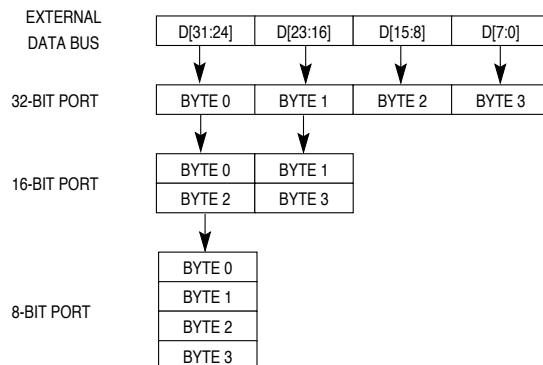 EXTERNAL
DATA BUS
D[31:24] D[23:16] D[15:8] D[7:0]
32-BIT PORT BYTE 0 BYTE 1 BYTE 2 BYTE 3
16-BIT PORT
BYTE 0 BYTE 1
BYTE 2 BYTE 3
8-BIT PORT
BYTE 0
BYTE 1
BYTE 2
BYTE 3